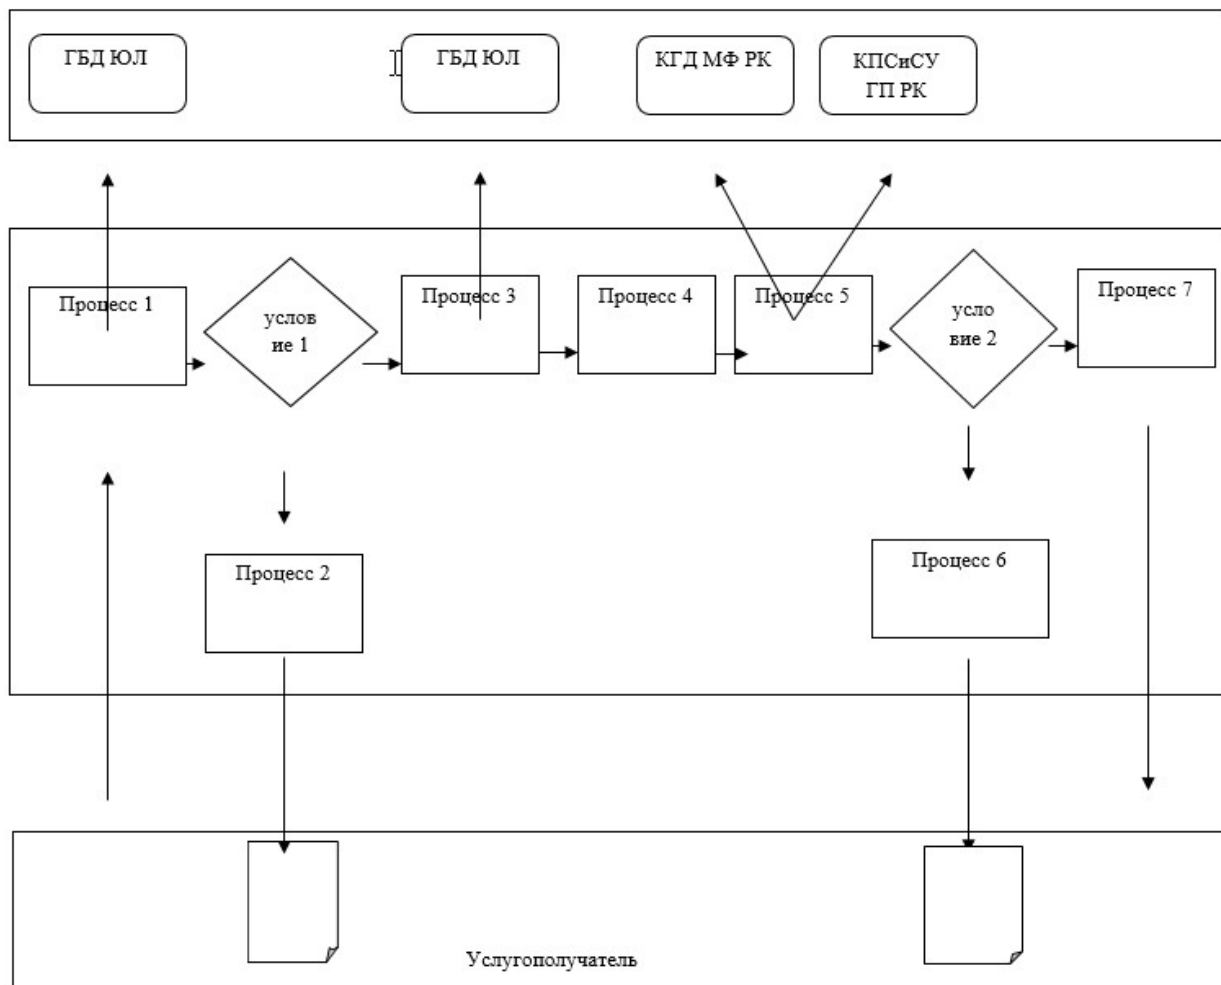 ГБД ЮЛ
ГБД ЮЛ
КГД МФ РК
КПСиСУ
ГП РК
Процесс 1
услов
ие 1
Процесс 3
Процесс 4
Процесс 5
усло
вие 2
Процесс 7
Процесс 2
Процесс 6
Услугополучатель